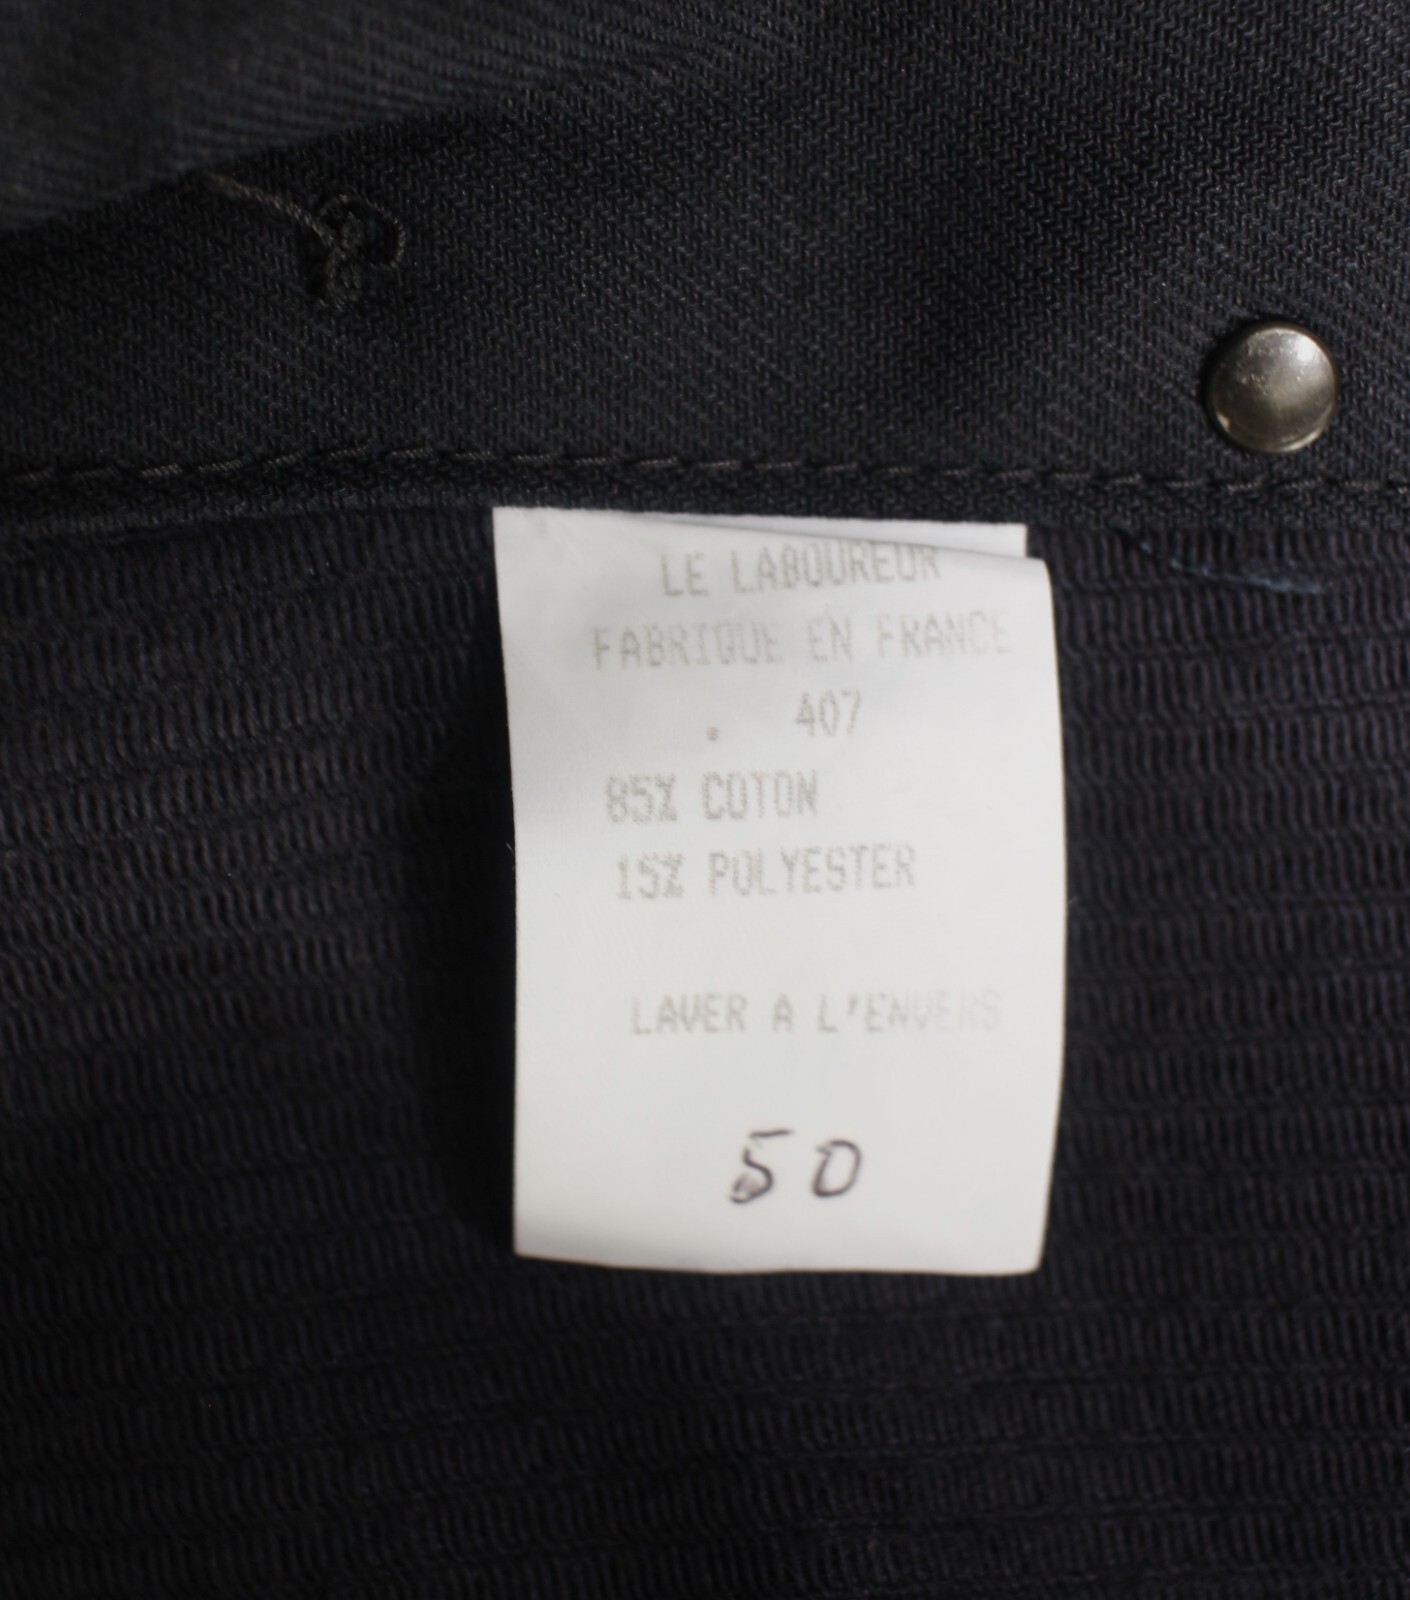 LE LABOUREUR
FABRIQUE EN FRANCE
. 407
85% COTON
15% POLYESTER
LAVER A L'ENVERS
50